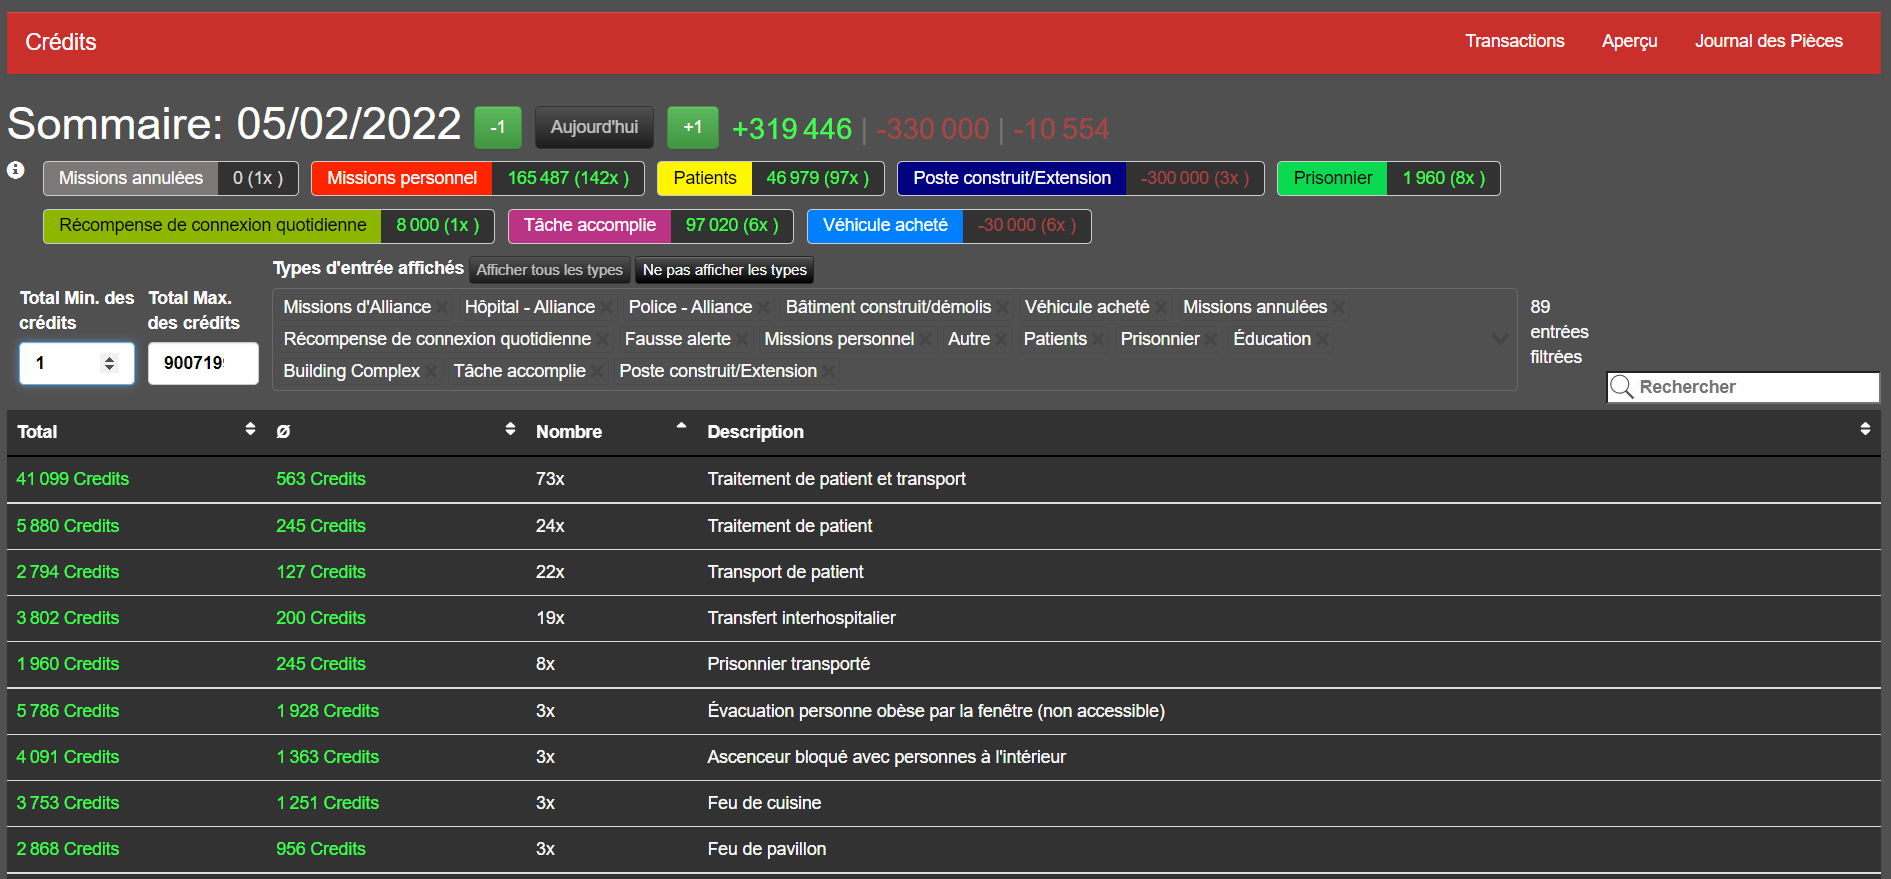 Crédits Transactions Aperçu Journal des Pièces
Sommaire: 05/02/2022 -1 Aujourd'hui +1 +319 446 | -330 000 | -10 554
Missions annulées 0 (1x ) Missions personnel 165 487 (142x ) Patients 46 979 (97x ) Poste construit/Extension -300 000 (3x ) Prisonnier 1 960 (8x )
Récompense de connexion quotidienne 8 000 (1x ) Tâche accomplie 97 020 (6x ) Véhicule acheté -30 000 (6x )
Types d'entrée affichés Afficher tous les types Ne pas afficher les types
Total Min. des crédits
Total Max. des crédits
1
900719
Missions d'Alliance × Hôpital - Alliance × Police - Alliance × Bâtiment construit/démolis × Véhicule acheté × Missions annulées ×
Récompense de connexion quotidienne × Fausse alerte × Missions personnel × Autre × Patients × Prisonnier × Éducation ×
Building Complex × Tâche accomplie × Poste construit/Extension ×
89
entrées
filtrées
Rechercher
Total Ø Nombre Description
41 099 Credits 563 Credits 73x Traitement de patient et transport
5 880 Credits 245 Credits 24x Traitement de patient
2 794 Credits 127 Credits 22x Transport de patient
3 802 Credits 200 Credits 19x Transfert interhospitalier
1 960 Credits 245 Credits 8x Prisonnier transporté
5 786 Credits 1 928 Credits 3x Évacuation personne obèse par la fenêtre (non accessible)
4 091 Credits 1 363 Credits 3x Ascenceur bloqué avec personnes à l'intérieur
3 753 Credits 1 251 Credits 3x Feu de cuisine
2 868 Credits 956 Credits 3x Feu de pavillon